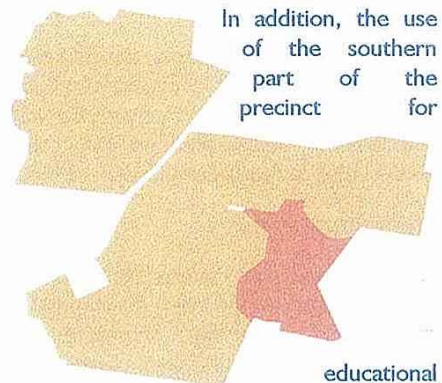 In addition, the use
of the southern
part of the
precinct for
educational